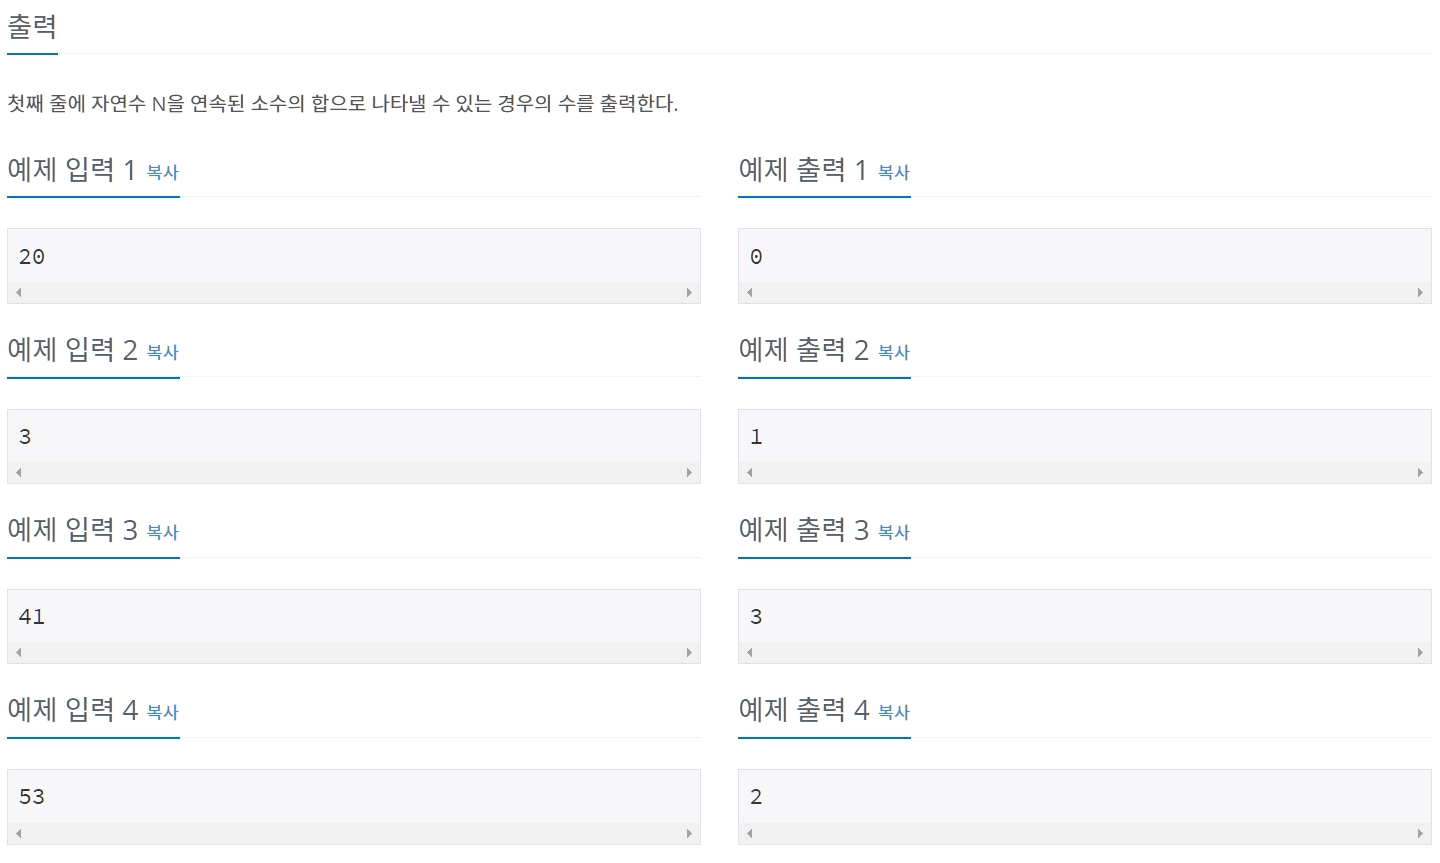 출력
첫째 줄에 자연수 N을 연속된 소수의 합으로 나타낼 수 있는 경우의 수를 출력한다.
예제 입력 1 복사
예제 출력 1 복사
20
0
예제 입력 2 복사
예제 출력 2 복사
3
1
예제 입력 3 복사
예제 출력 3 복사
41
3
예제 입력 4 복사
예제 출력 4 복사
53
2